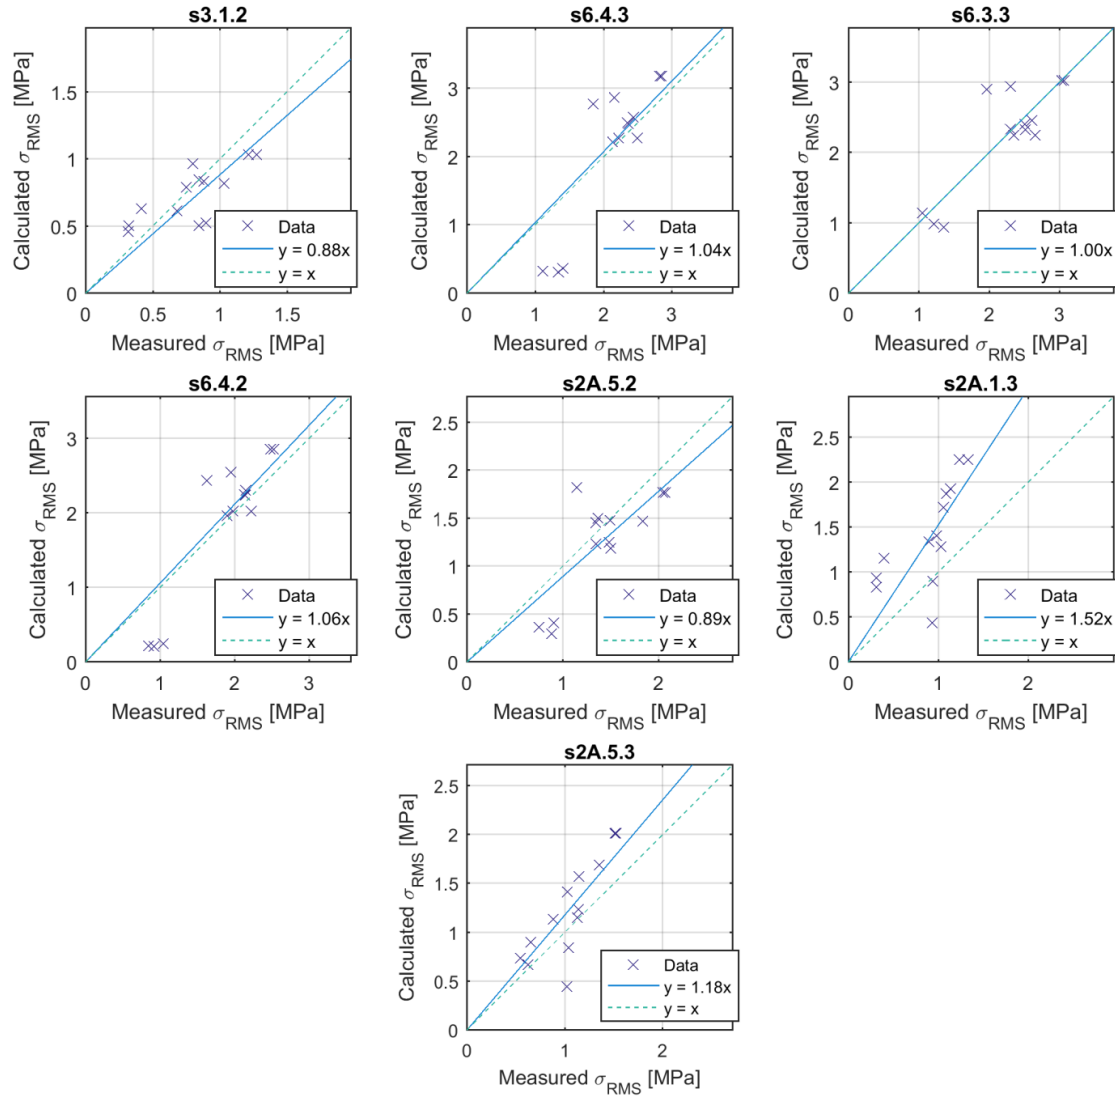 s3.1.2
Calculated σRMS [MPa]
1.5
1
0.5
0
0 0.5 1 1.5
Measured σRMS [MPa]
Data
y = 0.88x
y = x
s6.4.3
Calculated σRMS [MPa]
3
2
1
0
0 1 2 3
Measured σRMS [MPa]
Data
y = 1.04x
y = x
s6.3.3
Calculated σRMS [MPa]
3
2
1
0
0 1 2 3
Measured σRMS [MPa]
Data
y = 1.00x
y = x
s6.4.2
Calculated σRMS [MPa]
3
2
1
0
0 1 2 3
Measured σRMS [MPa]
Data
y = 1.06x
y = x
s2A.5.2
Calculated σRMS [MPa]
2.5
2
1.5
1
0.5
0
0 1 2
Measured σRMS [MPa]
Data
y = 0.89x
y = x
s2A.1.3
Calculated σRMS [MPa]
2.5
2
1.5
1
0.5
0
0 1 2
Measured σRMS [MPa]
Data
y = 1.52x
y = x
s2A.5.3
Calculated σRMS [MPa]
2.5
2
1.5
1
0.5
0
0 1 2
Measured σRMS [MPa]
Data
y = 1.18x
y = x